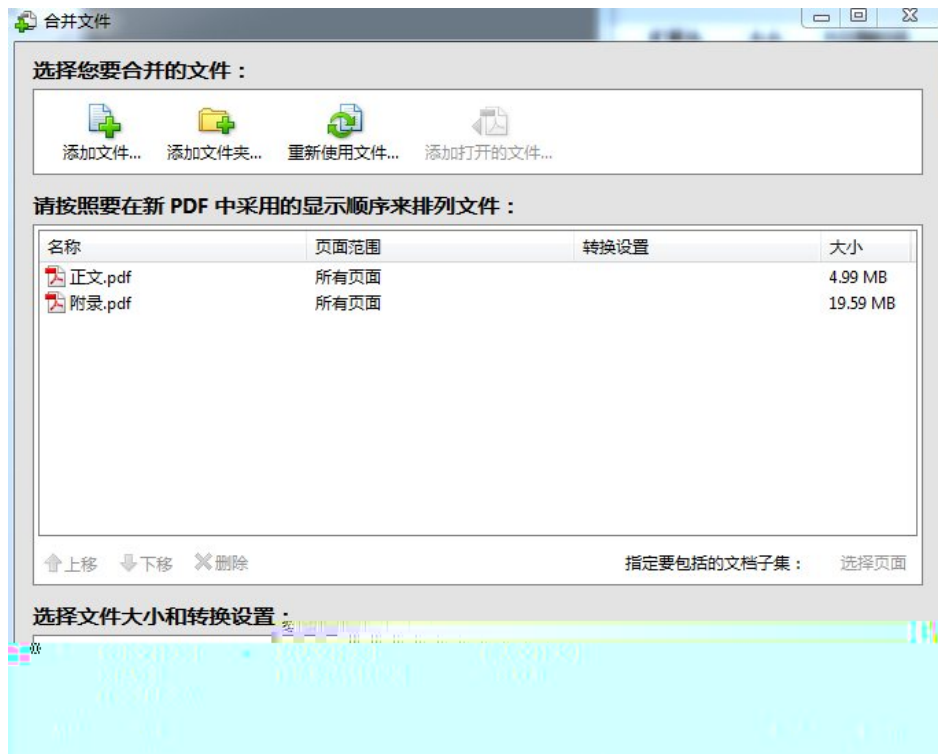 合并文件
选择您要合并的文件：
添加文件... 添加文件夹... 重新使用文件... 添加打开的文件...
请按照要在新 PDF 中采用的显示顺序来排列文件：
名称 页面范围 转换设置 大小
正文.pdf 所有页面 4.99 MB
附录.pdf 所有页面 19.59 MB
上移 下移 删除 指定要包括的文档子集： 选择页面
选择文件大小和转换设置：